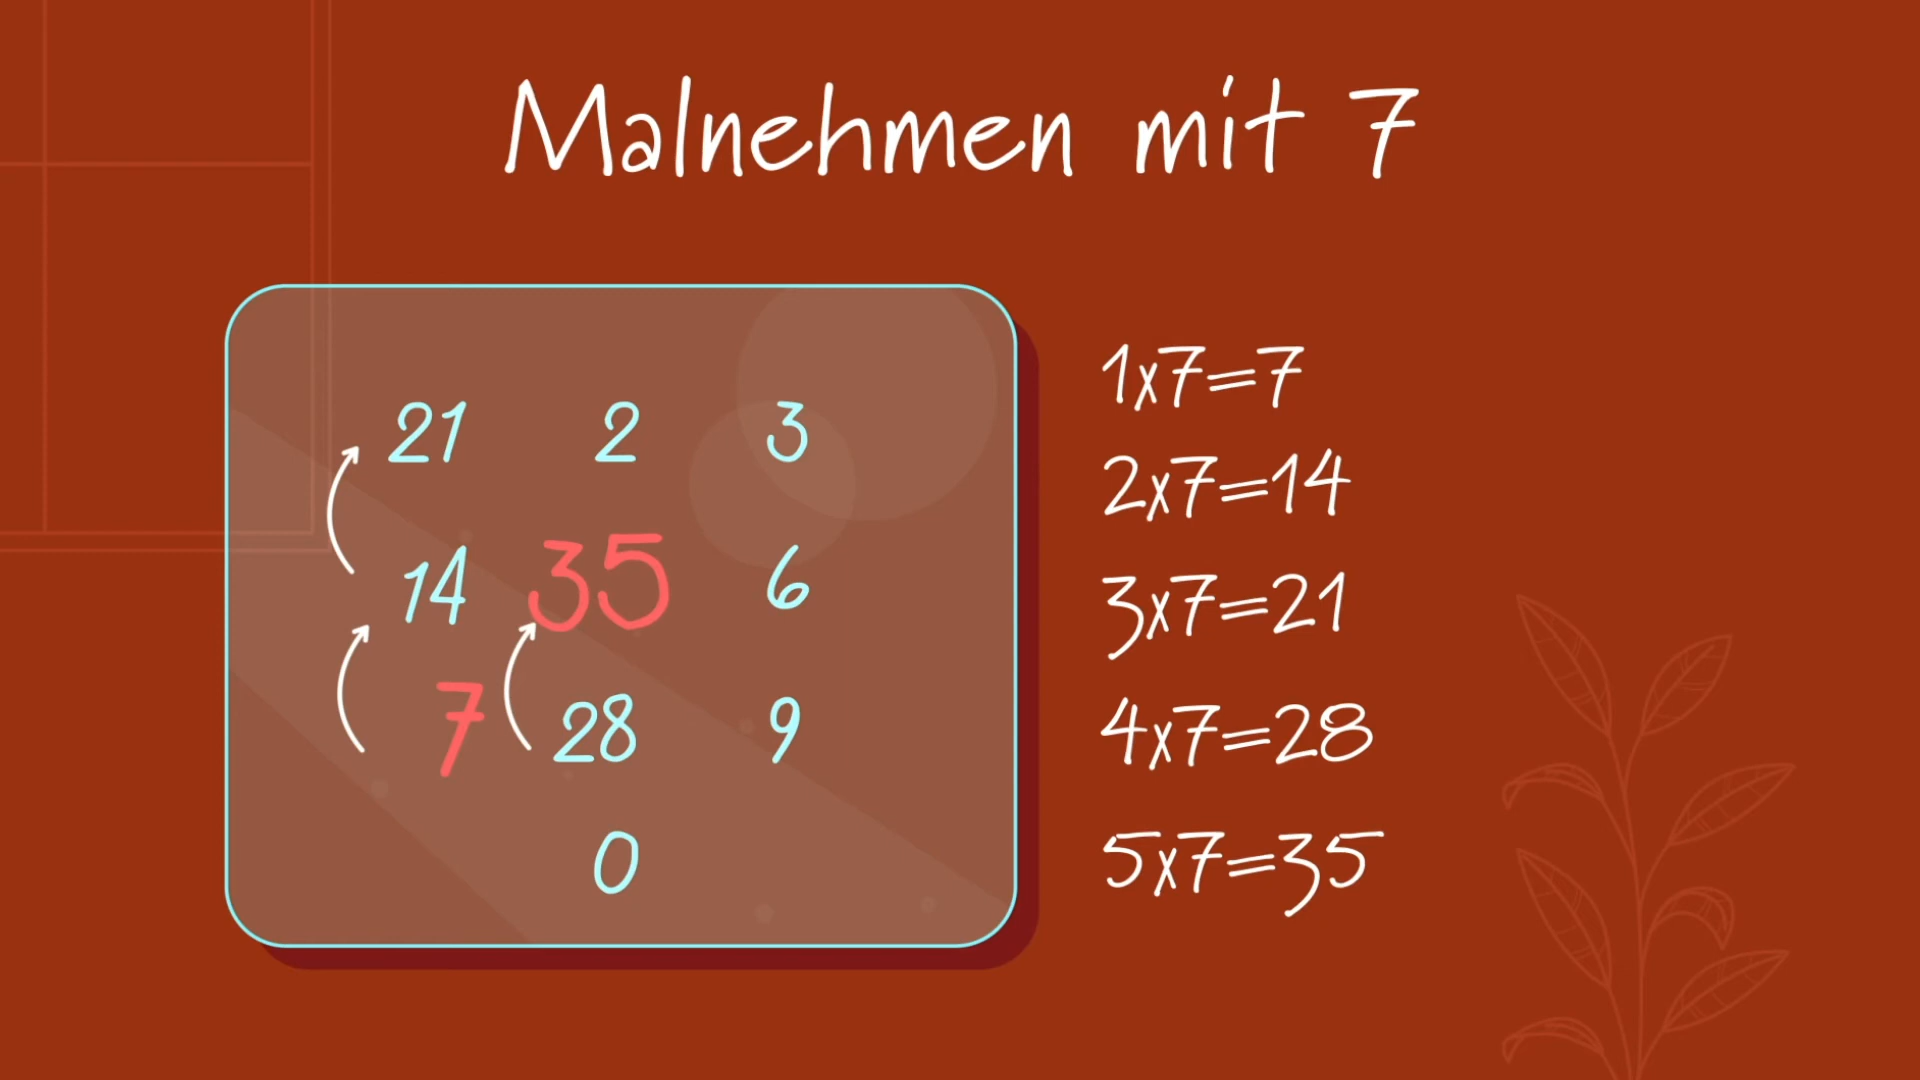 Malnehmen mit 7
21 2 3
14 35 6
7 28 9
0
1x7=7
2x7=14
3x7=21
4x7=28
5x7=35